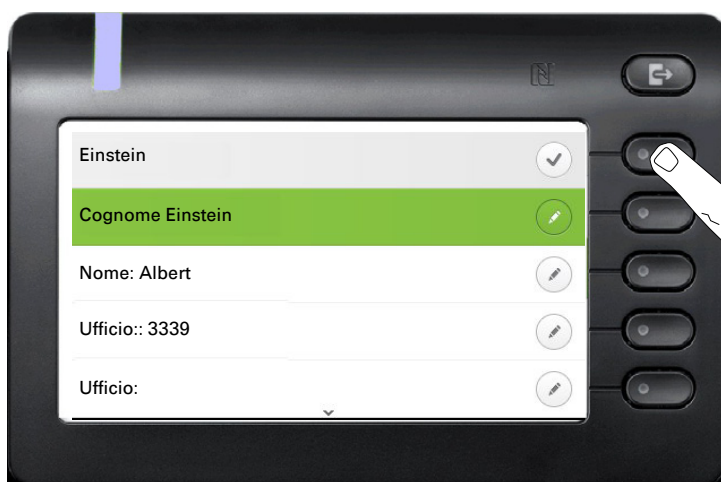 Einstein
Cognome Einstein
Nome: Albert
Ufficio:: 3339
Ufficio: